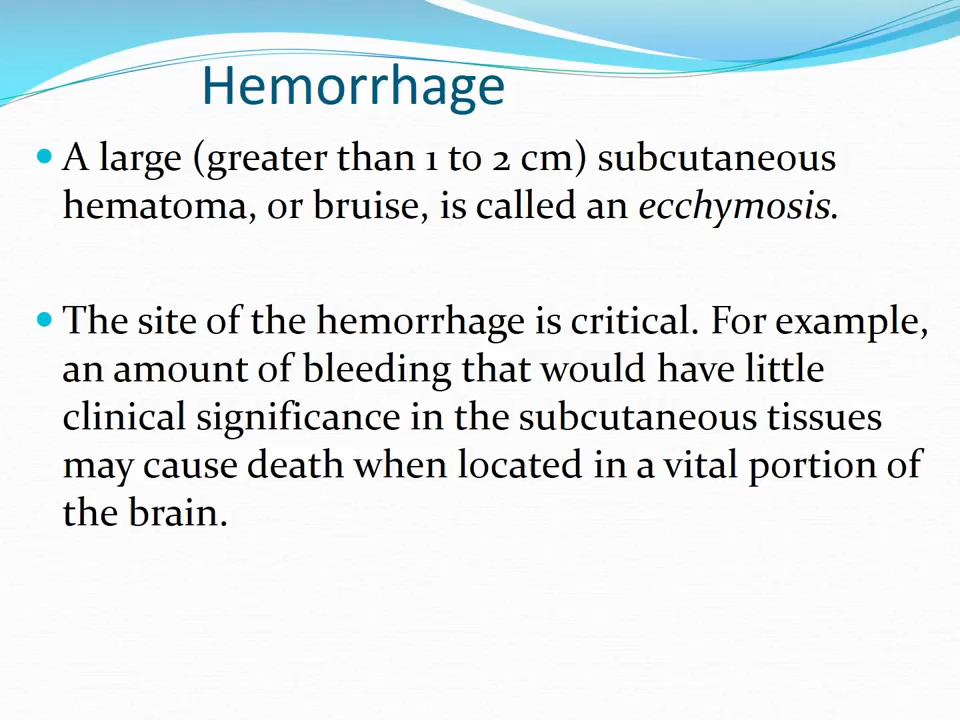 Hemorrhage
• A large (greater than 1 to 2 cm) subcutaneous
hematoma, or bruise, is called an ecchymosis.
• The site of the hemorrhage is critical. For example,
an amount of bleeding that would have little
clinical significance in the subcutaneous tissues
may cause death when located in a vital portion of
the brain.